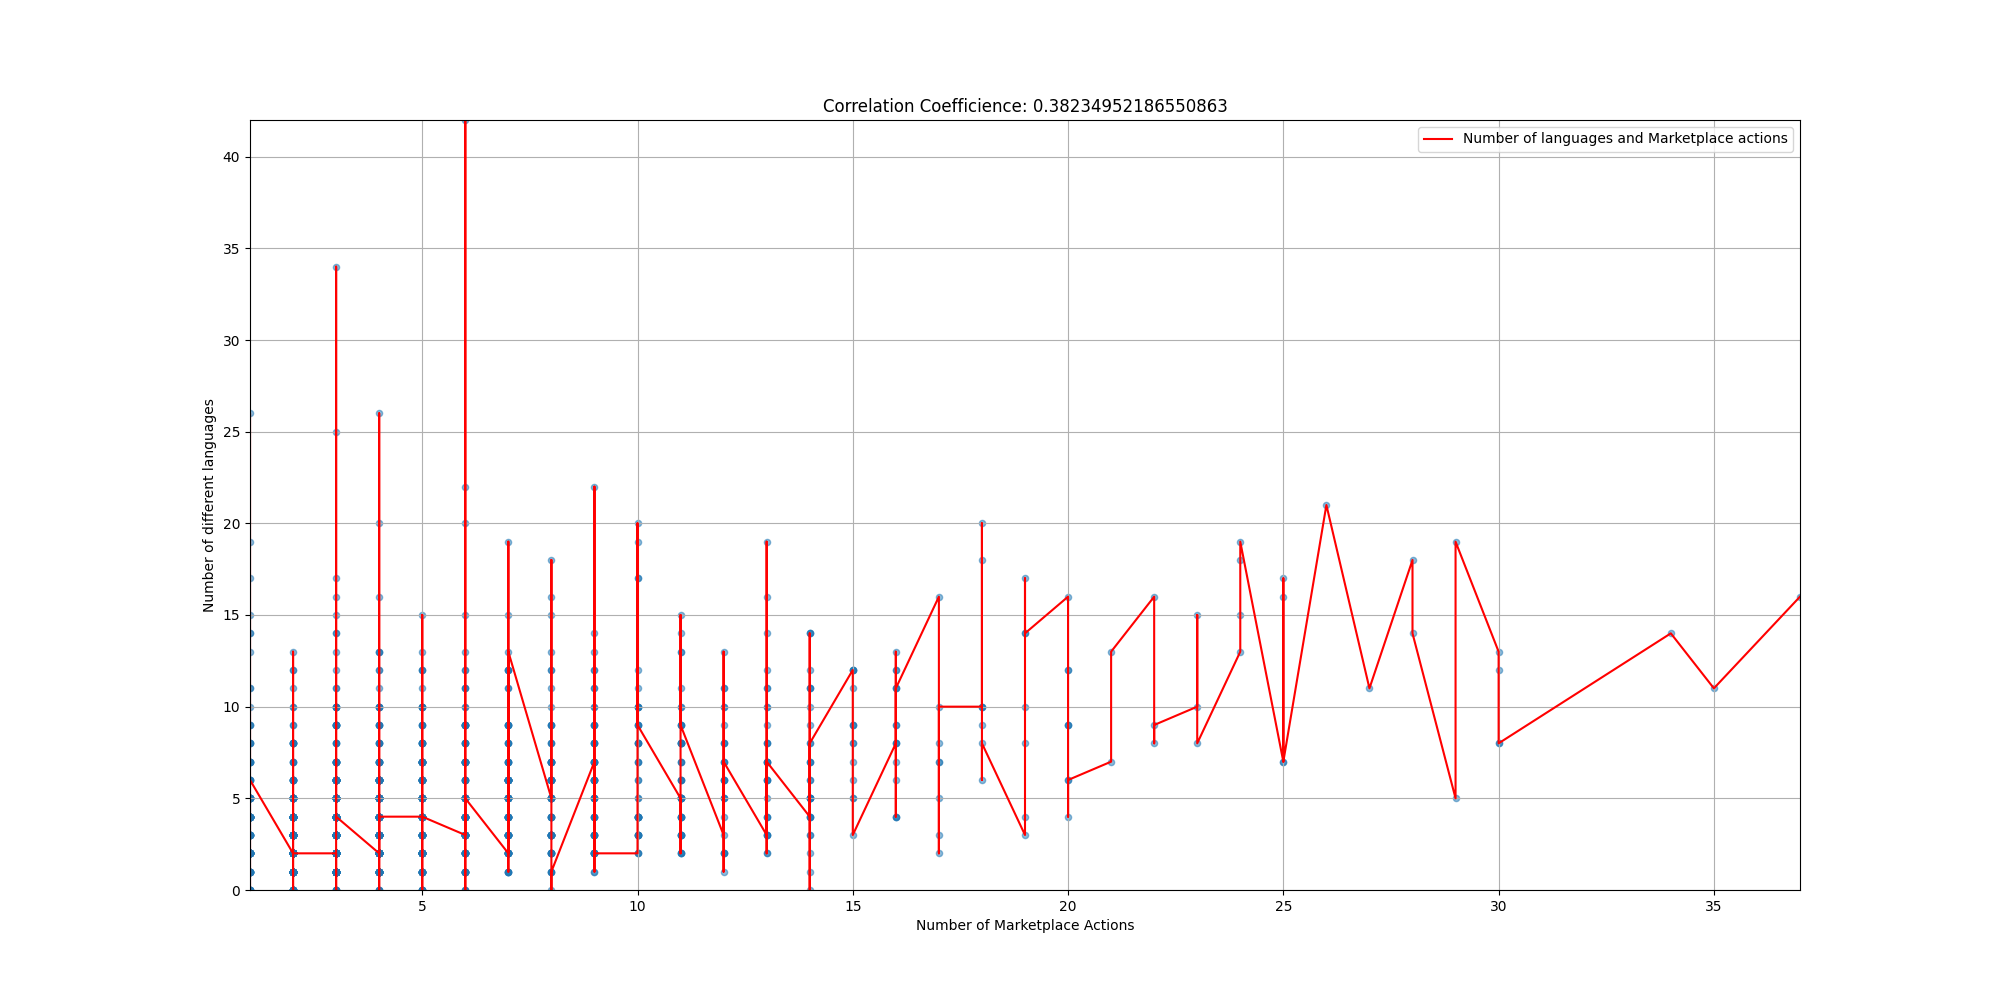 Correlation Coefficience: 0.38234952186550863
Number of languages and Marketplace actions
40
35
30
25
20
15
10
5
0
Number of different languages
5 10 15 20 25 30 35
Number of Marketplace Actions